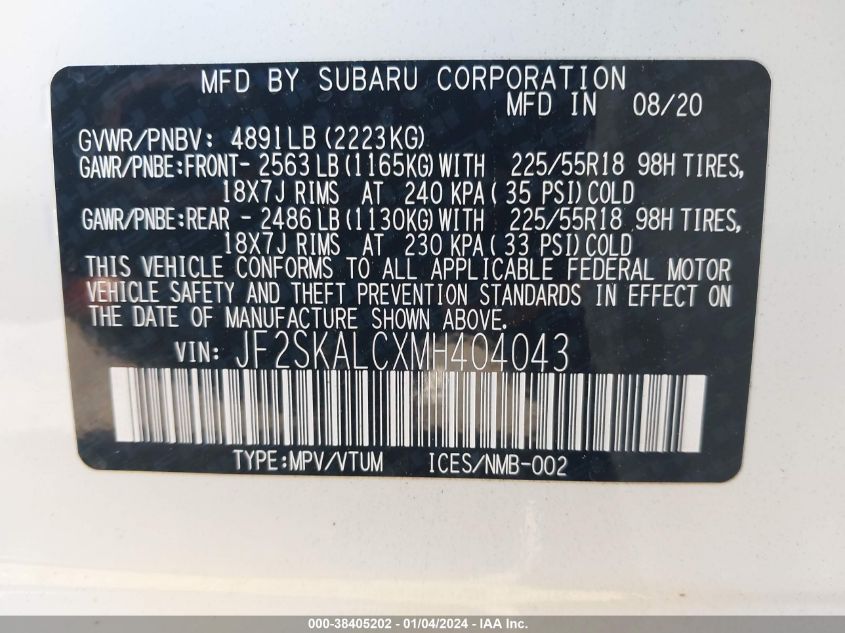 MFD BY SUBARU CORPORATION
MFD IN 08/20
GVWR/PNBV: 4891LB (2223KG)
GAWR/PNBE:FRONT- 2563 LB (1165KG) WITH 225/55R18 98H TIRES,
18X7J RIMS AT 240 KPA ( 35 PSI) COLD
GAWR/PNBE:REAR - 2486 LB (1130KG) WITH 225/55R18 98H TIRES,
18X7J RIMS AT 230 KPA ( 33 PSI) COLD
THIS VEHICLE CONFORMS TO ALL APPLICABLE FEDERAL MOTOR
VEHICLE SAFETY AND THEFT PREVENTION STANDARDS IN EFFECT ON
THE DATE OF MANUFACTURE SHOWN ABOVE.
VIN: JF2SKALCXMH404043
TYPE:MPV/VTUM ICES/NMB-002
000-38405202 - 01/04/2024 - IAA Inc.